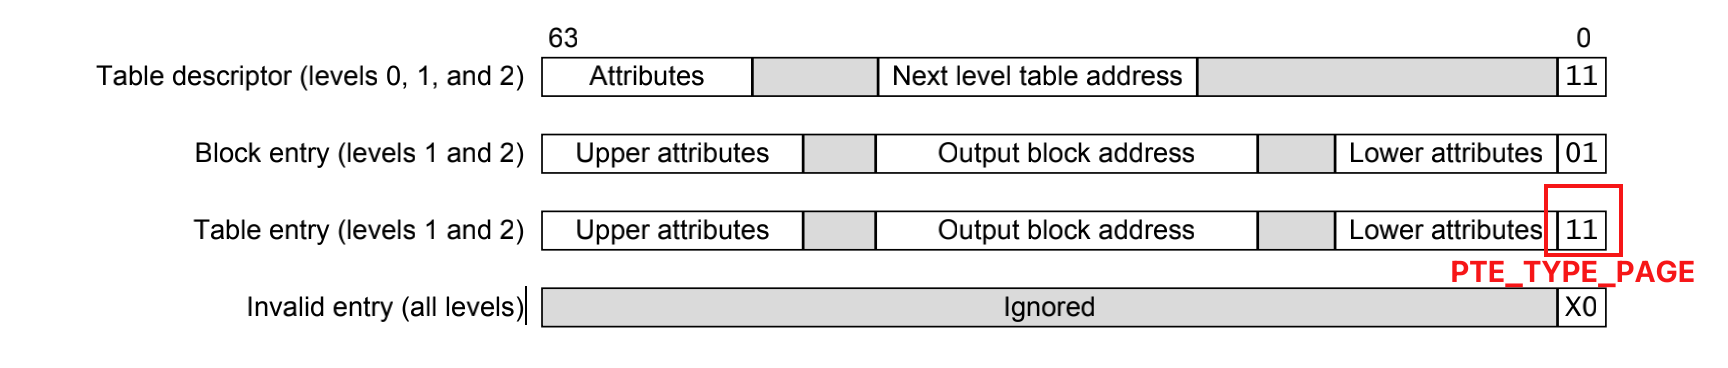 63 0
Table descriptor (levels 0, 1, and 2) Attributes Next level table address 11
Block entry (levels 1 and 2) Upper attributes Output block address Lower attributes 01
Table entry (levels 1 and 2) Upper attributes Output block address Lower attributes 11
PTE_TYPE_PAGE
Invalid entry (all levels) Ignored X0